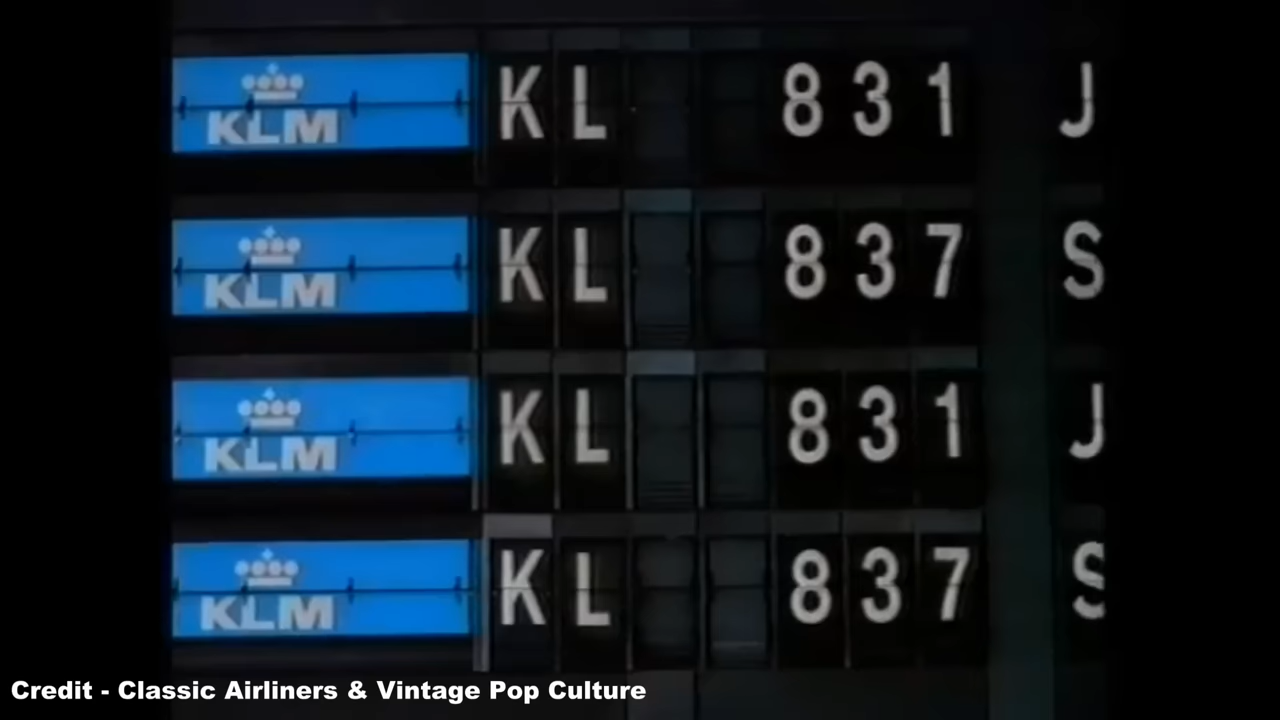 KLM KL 831 J
KLM KL 837 S
KLM KL 831 J
KLM KL 837 S
Credit - Classic Airliners & Vintage Pop Culture